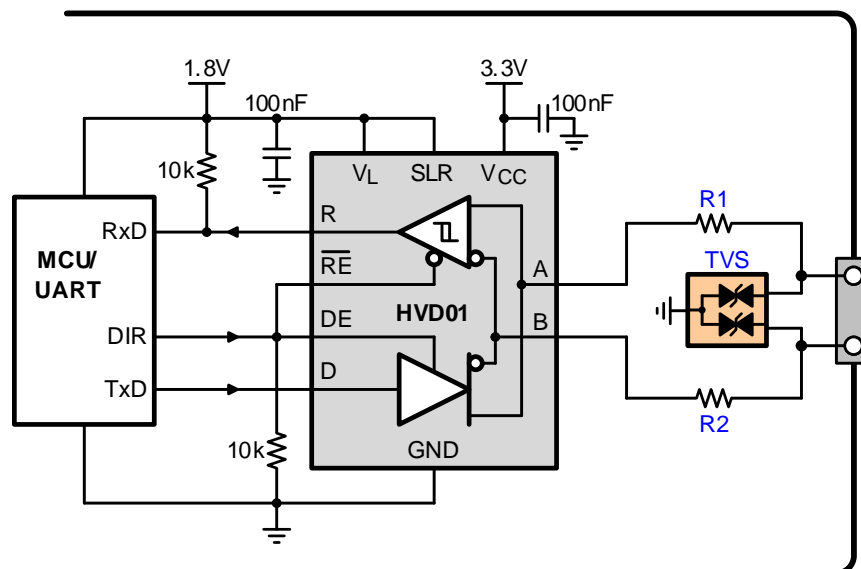 1.8V
3.3V
100nF
100nF
10k
VL
SLR
VCC
R1
RxD
R
MCU/
UART
RE
A
TVS
DIR
DE
HVD01
B
TxD
D
R2
10k
GND